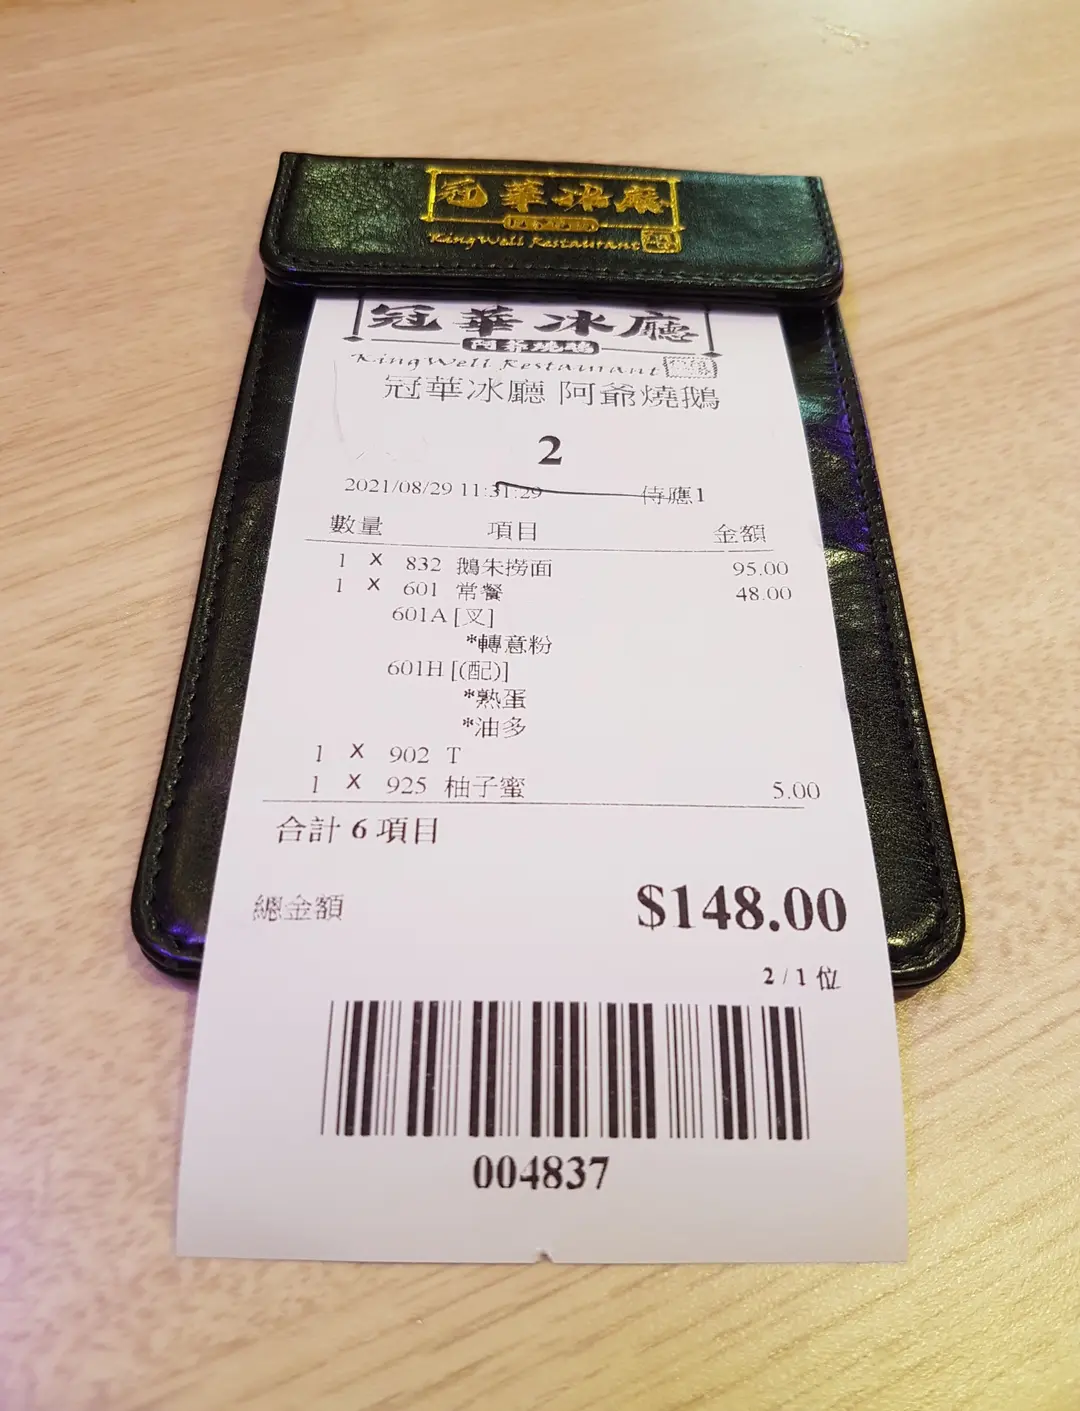 冠華冰廳
King Well Restaurant
冠華冰廳
阿爺燒鵝
King Well Restaurant
冠華冰廳 阿爺燒鵝
2
2021/08/29 11:31:29 侍應1
數量 項目 金額
1 X 832 鵝朱撈面 95.00
1 X 601 常餐 48.00
601A [叉]
*轉意粉
601H [(配)]
*熟蛋
*油多
1 X 902 T
1 X 925 柚子蜜 5.00
合計 6 項目
總金額 $148.00
2 / 1 位
004837